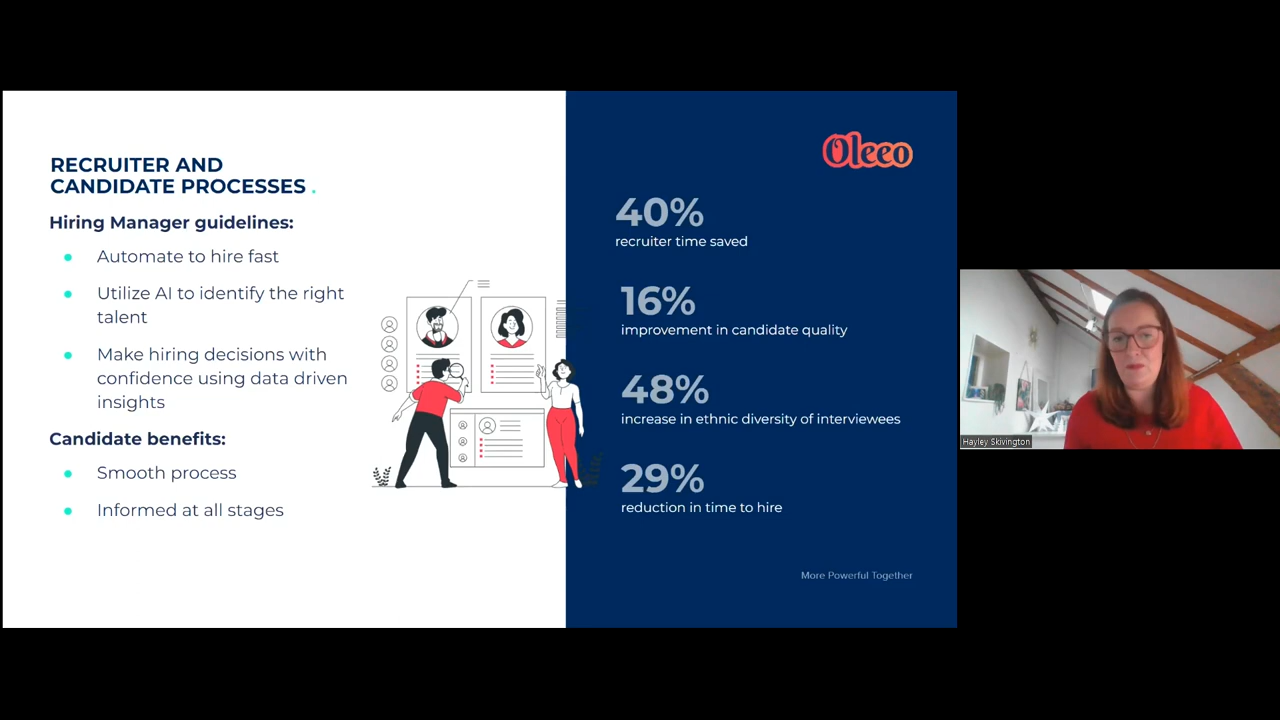 RECRUITER AND
CANDIDATE PROCESSES .
Hiring Manager guidelines:
● Automate to hire fast
● Utilize AI to identify the right
talent
● Make hiring decisions with
confidence using data driven
insights
Candidate benefits:
● Smooth process
● Informed at all stages
Oleeo
40%
recruiter time saved
16%
improvement in candidate quality
48%
increase in ethnic diversity of interviewees
29%
reduction in time to hire
More Powerful Together
Hayley Skivington